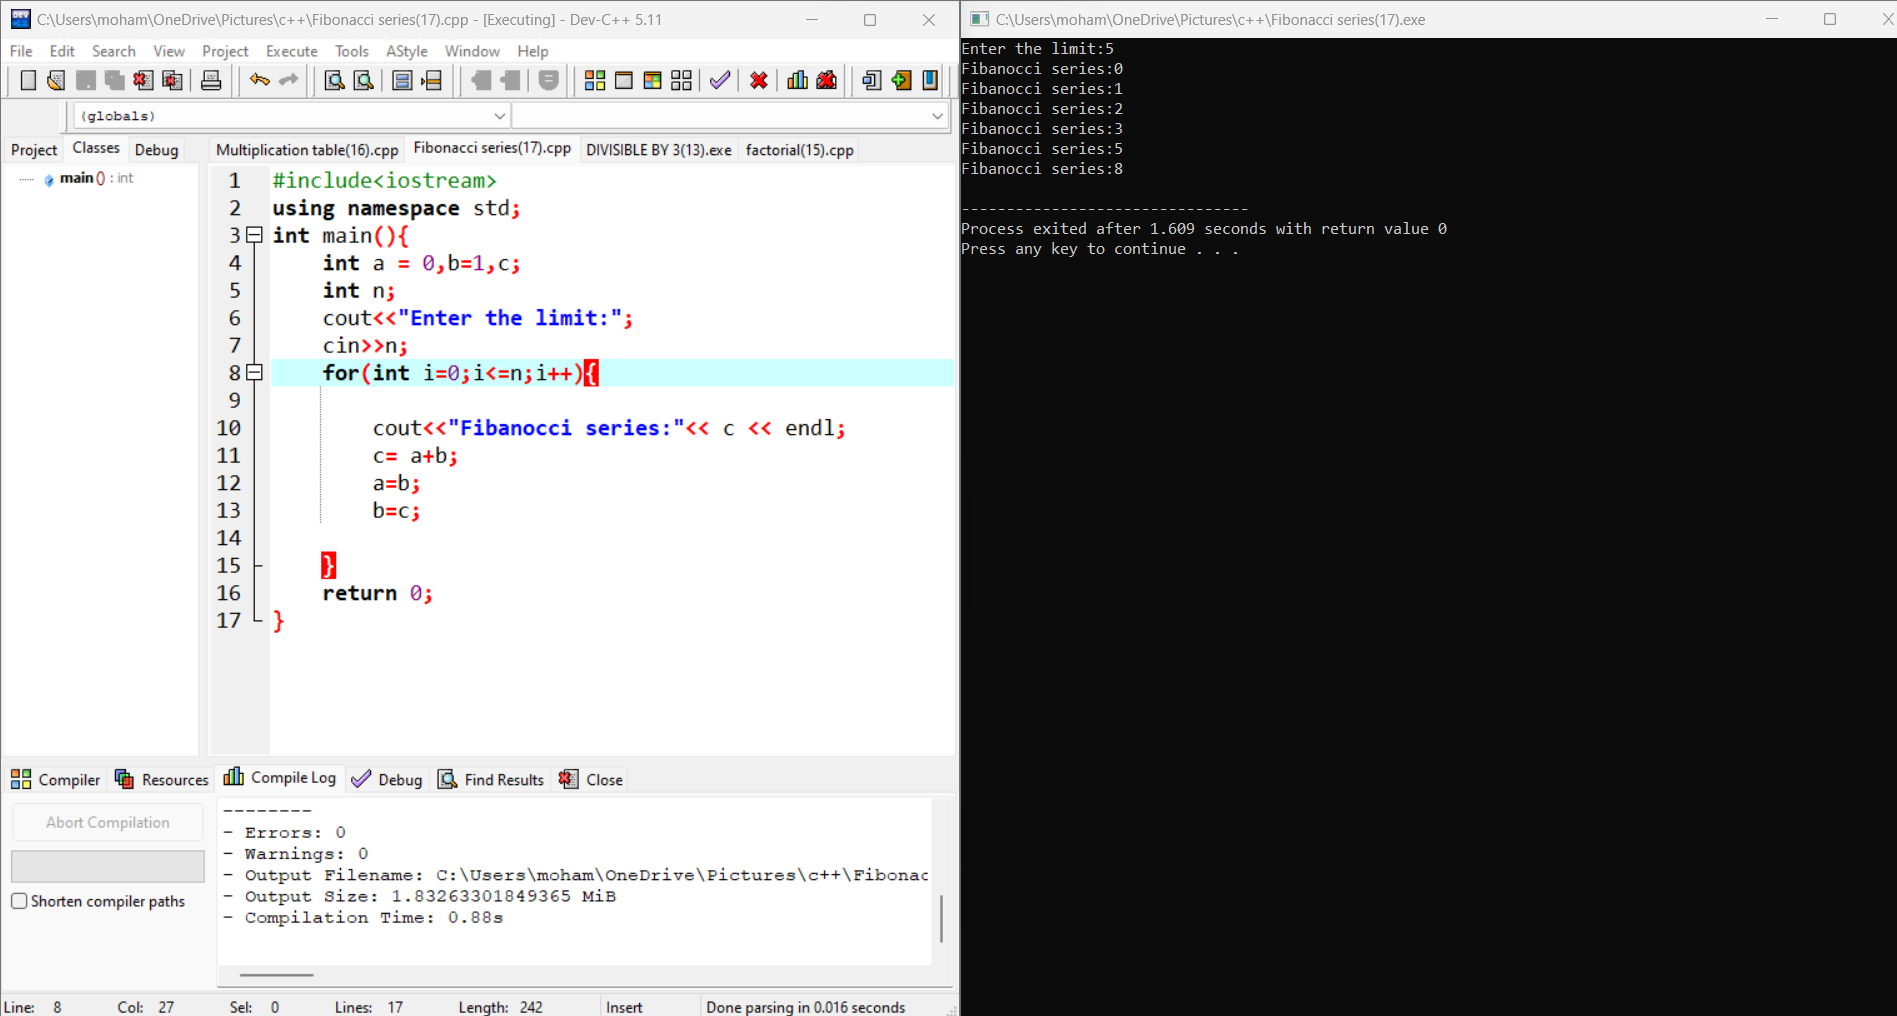 C:\Users\moham\OneDrive\Pictures\c++\Fibonacci series(17).cpp - [Executing] - Dev-C++ 5.11
File Edit Search View Project Execute Tools AStyle Window Help
(globals)
Project Classes Debug
main () : int
Multiplication table(16).cpp Fibonacci series(17).cpp DIVISIBLE BY 3(13).exe factorial(15).cpp
1 #include<iostream>
2 using namespace std;
3 int main(){
4 int a = 0,b=1,c;
5 int n;
6 cout<<"Enter the limit:";
7 cin>>n;
8 for(int i=0;i<=n;i++){
9
10 cout<<"Fibanocci series:"<< c << endl;
11 c= a+b;
12 a=b;
13 b=c;
14
15 }
16 return 0;
17 }
Compiler Resources Compile Log Debug Find Results Close
Abort Compilation
Shorten compiler paths
--------
- Errors: 0
- Warnings: 0
- Output Filename: C:\Users\moham\OneDrive\Pictures\c++\Fibonac
- Output Size: 1.83263301849365 MiB
- Compilation Time: 0.88s
Line: 8 Col: 27 Sel: 0 Lines: 17 Length: 242 Insert Done parsing in 0.016 seconds
C:\Users\moham\OneDrive\Pictures\c++\Fibonacci series(17).exe
Enter the limit:5
Fibanocci series:0
Fibanocci series:1
Fibanocci series:2
Fibanocci series:3
Fibanocci series:5
Fibanocci series:8
--------------------------------
Process exited after 1.609 seconds with return value 0
Press any key to continue . . .